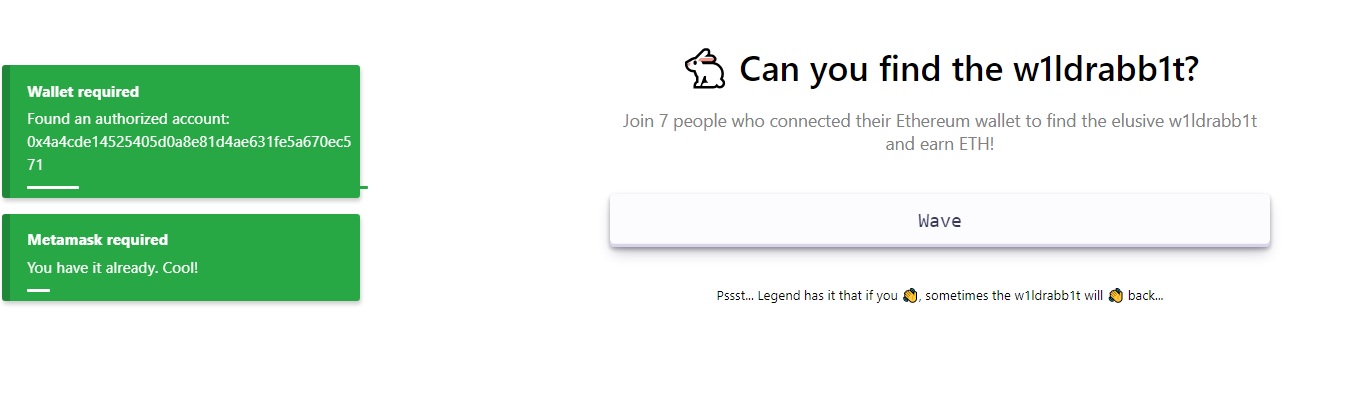 Wallet required
Found an authorized account:
0x4a4cde14525405d0a8e81d4ae631fe5a670ec5
71
Metamask required
You have it already. Cool!
🐇 Can you find the w1ldrabb1t?
Join 7 people who connected their Ethereum wallet to find the elusive w1ldrabb1t
and earn ETH!
Wave
Pssst... Legend has it that if you 👋, sometimes the w1ldrabb1t will 👋 back...